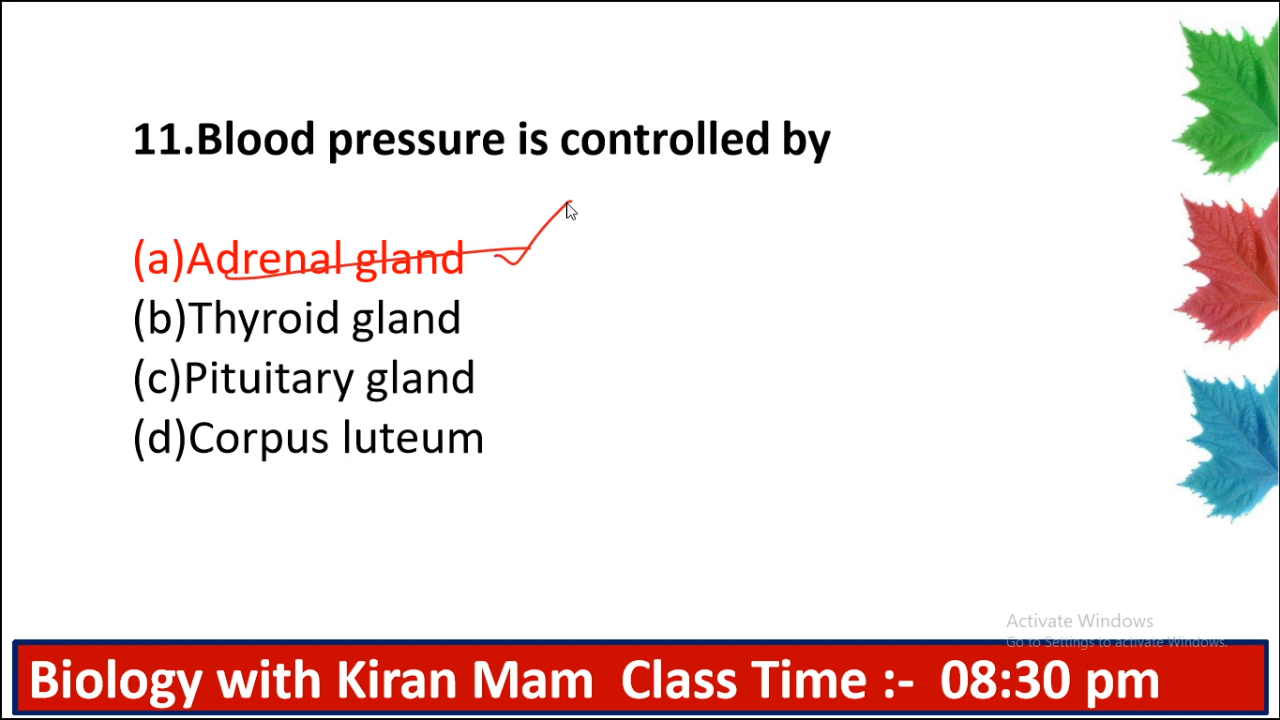 11.Blood pressure is controlled by
(a)Adrenal gland
(b)Thyroid gland
(c)Pituitary gland
(d)Corpus luteum
Activate Windows
Go to Settings to activate Windows.
Biology with Kiran Mam  Class Time :-  08:30 pm